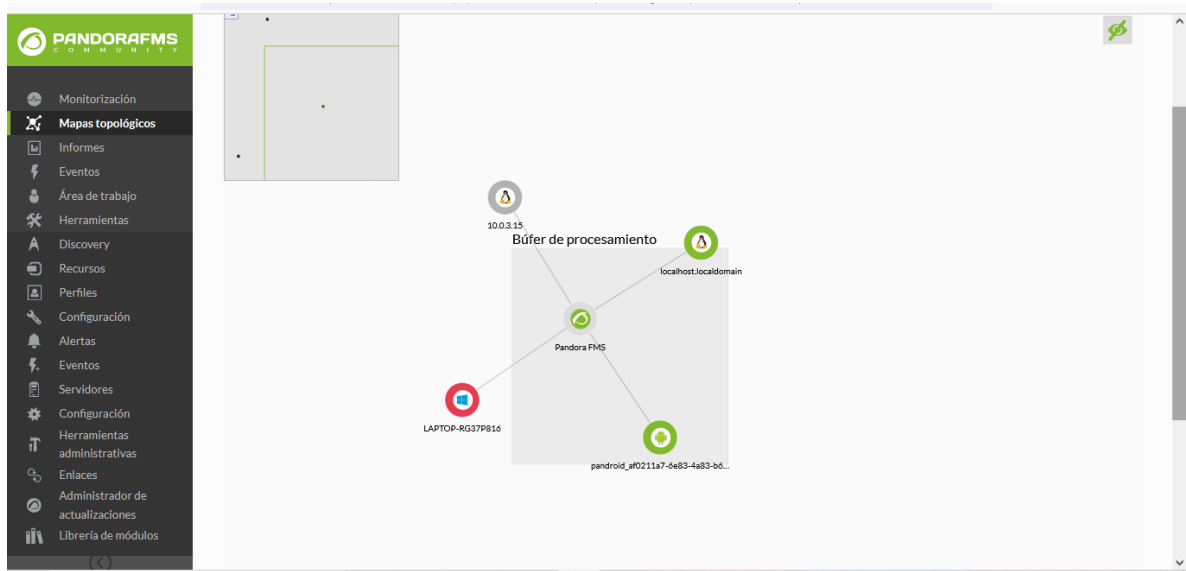 PANDORAFMS
COMMUNITY
Monitorización
Mapas topológicos
Informes
Eventos
Área de trabajo
Herramientas
Discovery
Recursos
Perfiles
Configuración
Alertas
Eventos
Servidores
Configuración
Herramientas
administrativas
Enlaces
Administrador de
actualizaciones
Librería de módulos
10.0.3.15
Búfer de procesamiento
localhost.localdomain
Pandora FMS
LAPTOP-RG37P816
pandroid_af0211a7-6e83-4a83-b6...